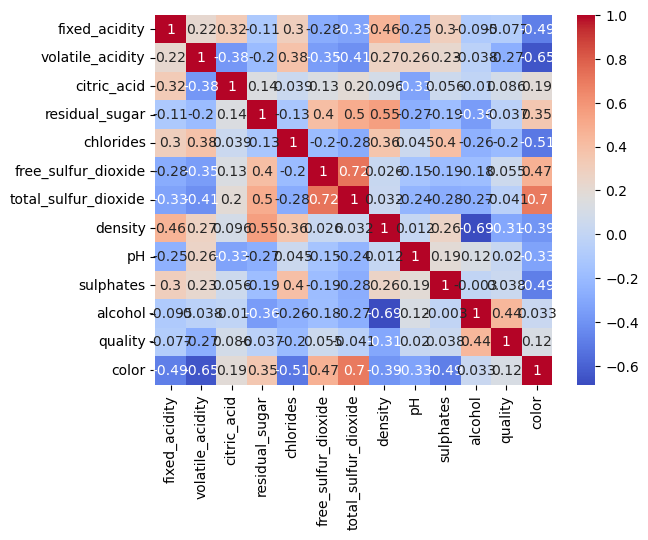 fixed_acidity 1 0.22 0.32 -0.11 0.3 -0.28 -0.33 0.46 -0.25 0.3 -0.095 -0.077 -0.49
volatile_acidity 0.22 1 -0.38 -0.2 0.38 -0.35 -0.41 0.27 0.26 0.23 -0.038 -0.27 -0.65
citric_acid 0.32 -0.38 1 0.14 0.039 0.13 0.2 0.096 -0.33 0.056 -0.01 0.086 0.19
residual_sugar -0.11 -0.2 0.14 1 -0.13 0.4 0.5 0.55 -0.27 -0.19 -0.36 -0.037 0.35
chlorides 0.3 0.38 0.039 -0.13 1 -0.2 -0.28 0.36 0.045 0.4 -0.26 -0.2 -0.51
free_sulfur_dioxide -0.28 -0.35 0.13 0.4 -0.2 1 0.72 0.026 -0.15 -0.19 -0.18 0.055 0.47
total_sulfur_dioxide -0.33 -0.41 0.2 0.5 -0.28 0.72 1 0.032 -0.24 -0.28 -0.27 -0.041 0.7
density 0.46 0.27 0.096 0.55 0.36 0.026 0.032 1 0.012 0.26 -0.69 -0.31 -0.39
pH -0.25 0.26 -0.33 -0.27 0.045 -0.15 -0.24 0.012 1 0.19 0.12 0.02 -0.33
sulphates 0.3 0.23 0.056 -0.19 0.4 -0.19 -0.28 0.26 0.19 1 -0.003 0.038 -0.49
alcohol -0.095 -0.038 -0.01 -0.36 -0.26 -0.18 -0.27 -0.69 0.12 -0.003 1 0.44 0.033
quality -0.077 -0.27 0.086 -0.037 -0.2 0.055 -0.041 -0.31 0.02 0.038 0.44 1 0.12
color -0.49 -0.65 0.19 0.35 -0.51 0.47 0.7 -0.39 -0.33 -0.49 0.033 0.12 1
fixed_acidity
volatile_acidity
citric_acid
residual_sugar
chlorides
free_sulfur_dioxide
total_sulfur_dioxide
density
pH
sulphates
alcohol
quality
color
1.0
0.8
0.6
0.4
0.2
0.0
−0.2
−0.4
−0.6